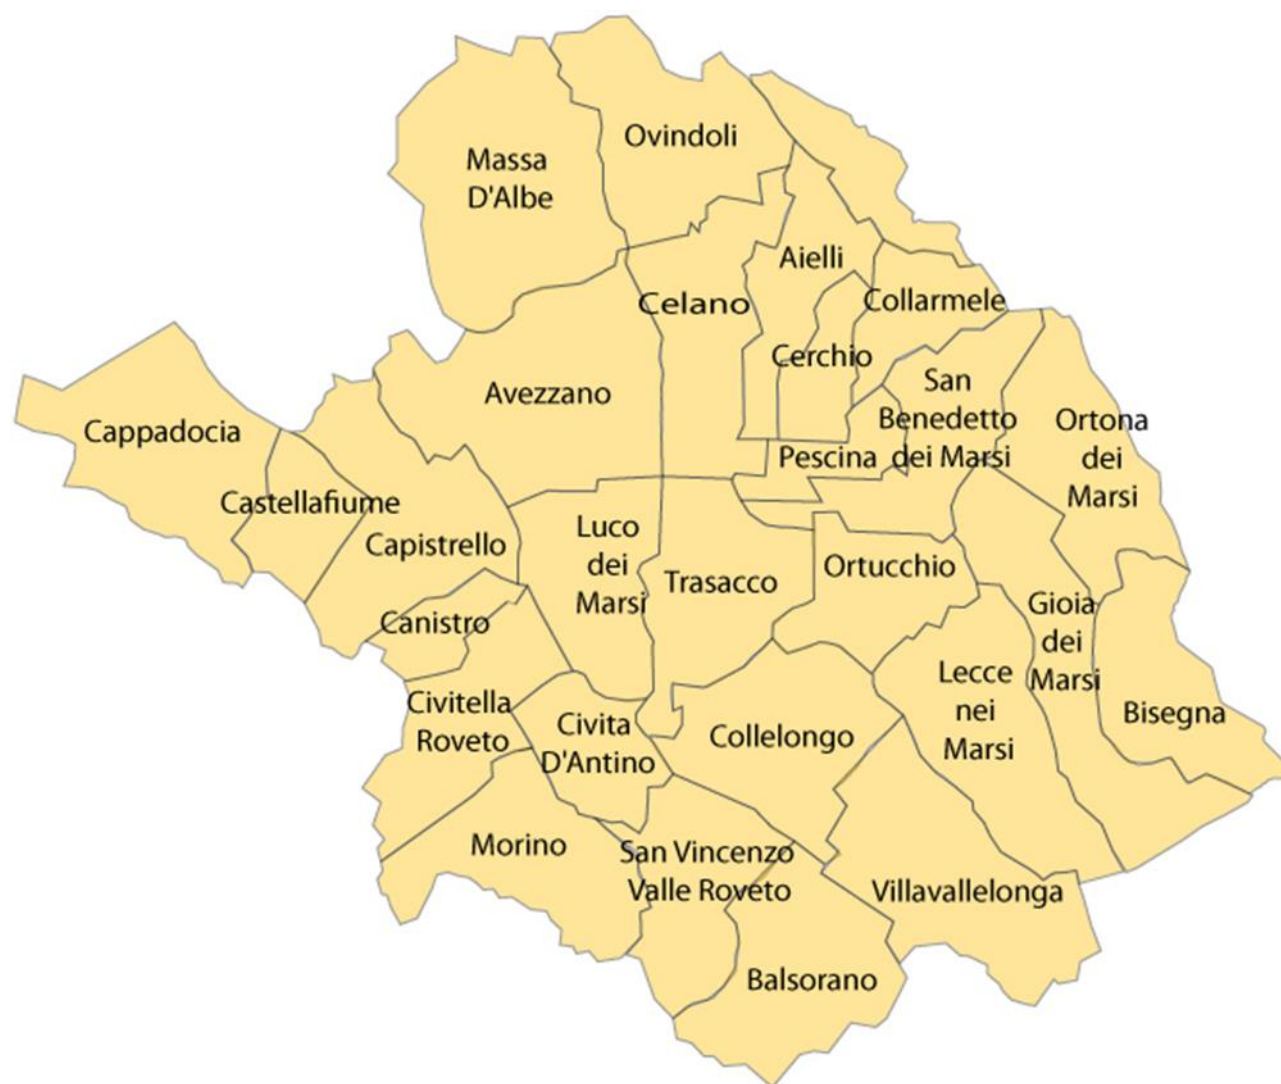 Ovindoli
Massa
D'Albe
Aielli
Celano
Collarmele
Cerchio
San
Benedetto
dei Marsi
Avezzano
Ortona
dei
Marsi
Cappadocia
Pescina
Castellafiume
Luco
dei
Marsi
Capistrello
Trasacco
Ortucchio
Gioia
dei
Marsi
Canistro
Lecce
nei
Marsi
Civitella
Roveto
Civita
D'Antino
Collelongo
Bisegna
Morino
San Vincenzo
Valle Roveto
Villavallelonga
Balsorano